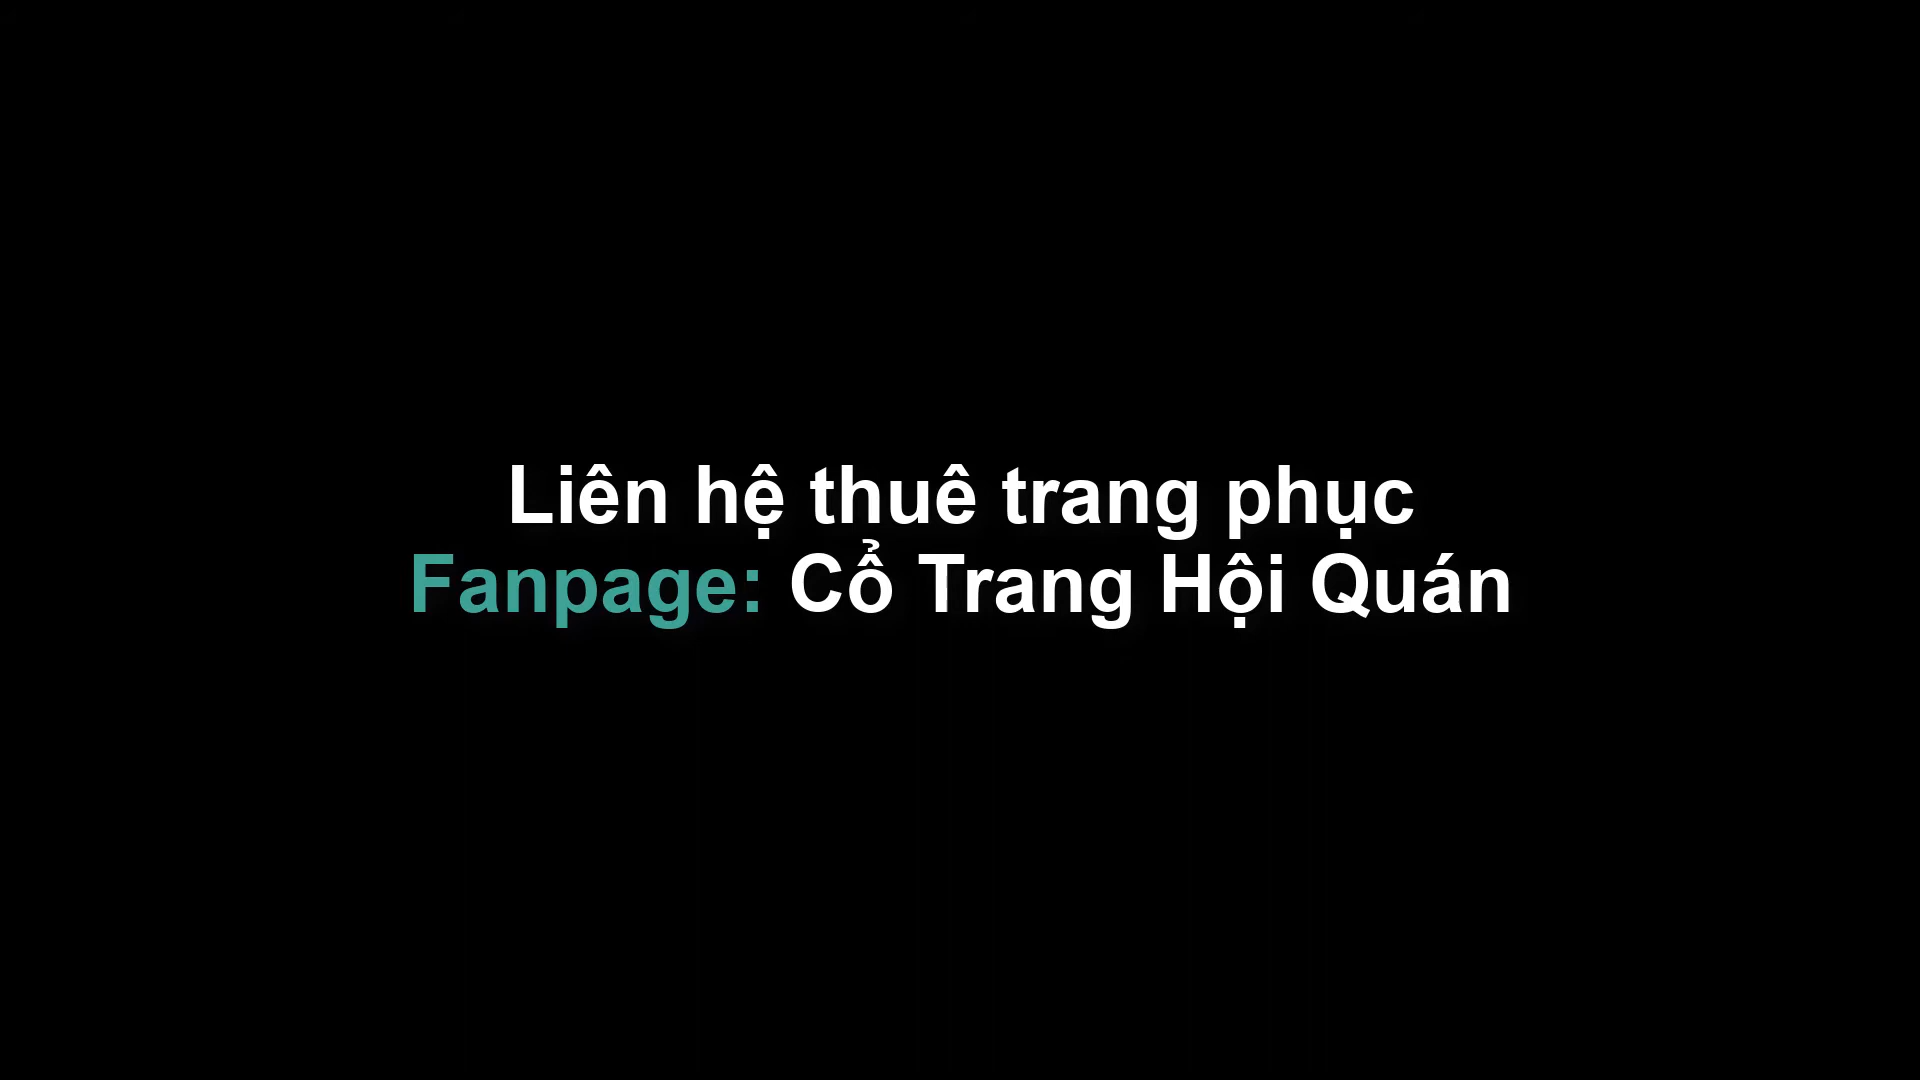 Liên hệ thuê trang phục
Fanpage: Cổ Trang Hội Quán